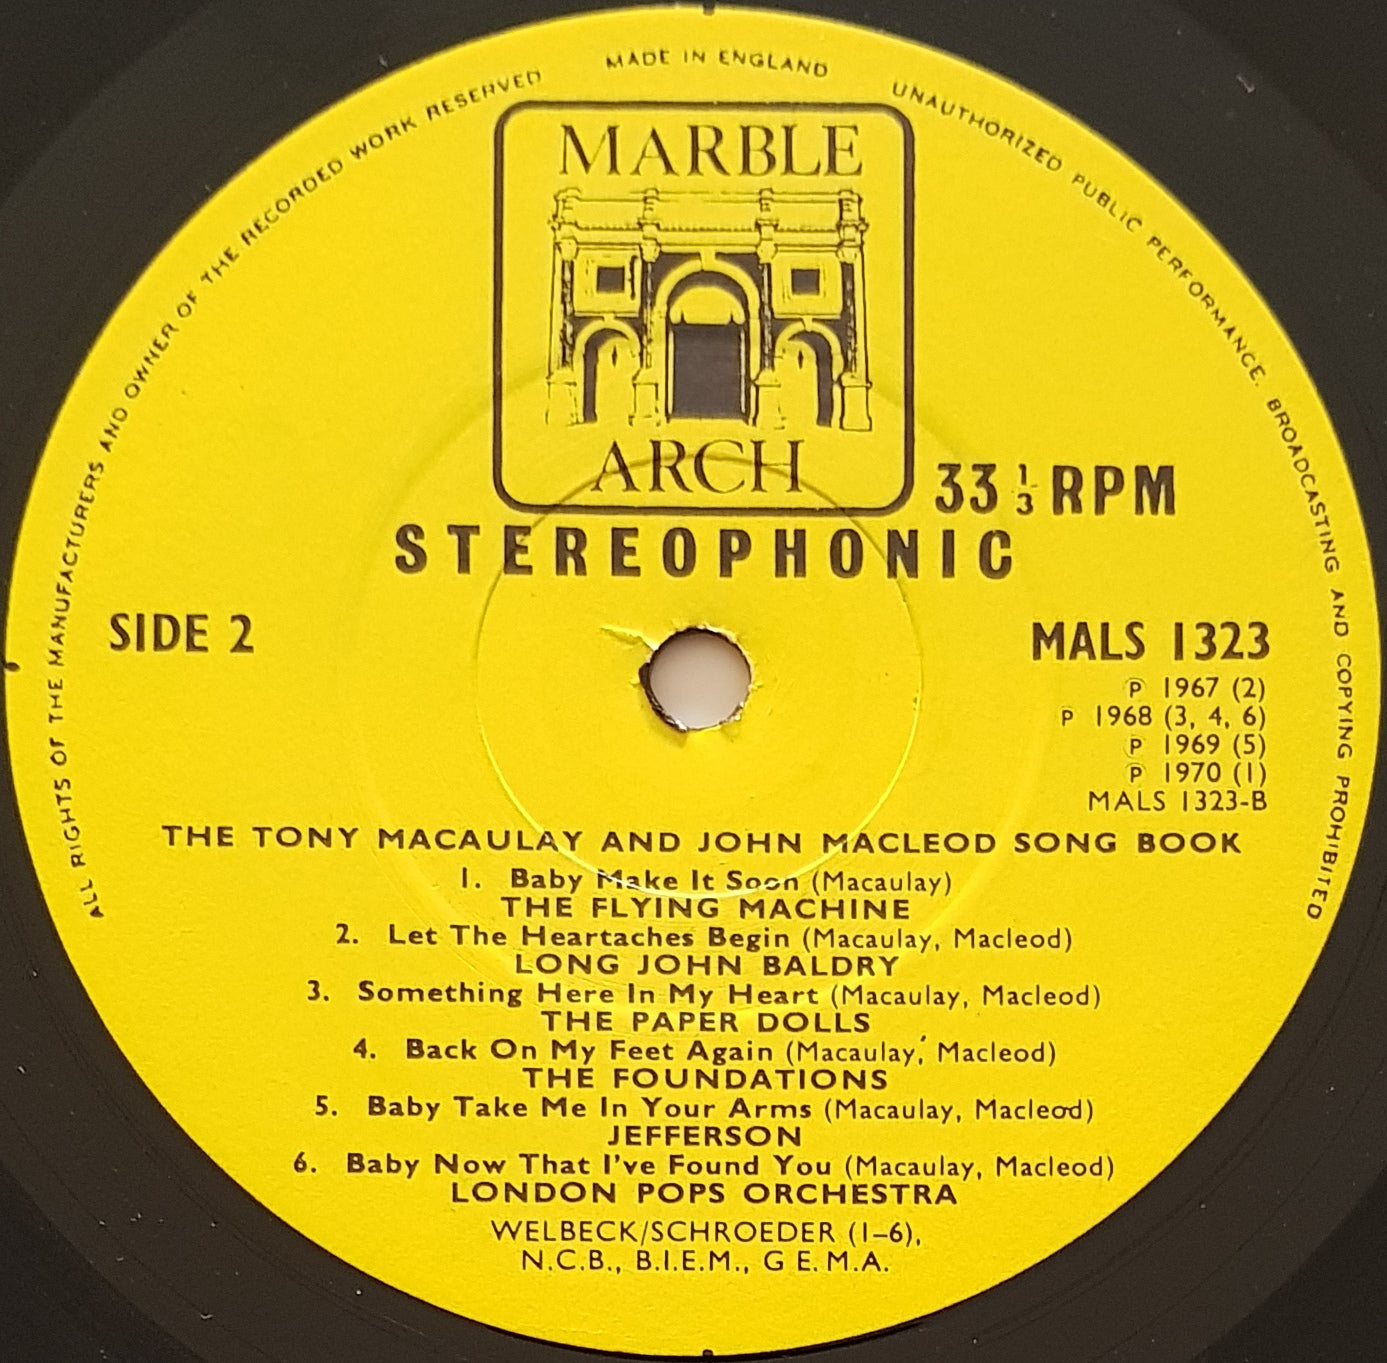 MADE IN ENGLAND
ALL RIGHTS OF THE MANUFACTURERS AND OWNER OF THE RECORDED WORK RESERVED
UNAUTHORIZED PUBLIC PERFORMANCE. BROADCASTING AND COPYING PROHIBITED
MARBLE
ARCH
33 1/3 RPM
STEREOPHONIC
SIDE 2
MALS 1323
℗ 1967 (2)
℗ 1968 (3, 4, 6)
℗ 1969 (5)
℗ 1970 (1)
MALS 1323-B
THE TONY MACAULAY AND JOHN MACLEOD SONG BOOK
1. Baby Make It Soon (Macaulay)
THE FLYING MACHINE
2. Let The Heartaches Begin (Macaulay, Macleod)
LONG JOHN BALDRY
3. Something Here In My Heart (Macaulay, Macleod)
THE PAPER DOLLS
4. Back On My Feet Again (Macaulay, Macleod)
THE FOUNDATIONS
5. Baby Take Me In Your Arms (Macaulay, Macleod)
JEFFERSON
6. Baby Now That I've Found You (Macaulay, Macleod)
LONDON POPS ORCHESTRA
WELBECK/SCHROEDER (1–6),
N.C.B., B.I.E.M., G E.M.A.